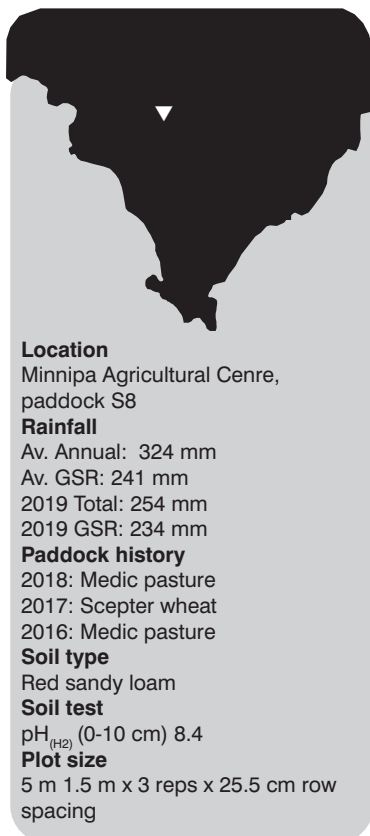 Location
Minnipa Agricultural Cenre,
paddock S8
Rainfall
Av. Annual:  324 mm
Av. GSR: 241 mm
2019 Total: 254 mm
2019 GSR: 234 mm
Paddock history
2018: Medic pasture
2017: Scepter wheat
2016: Medic pasture
Soil type
Red sandy loam
Soil test
pH(H2) (0-10 cm) 8.4
Plot size
5 m 1.5 m x 3 reps x 25.5 cm row
spacing